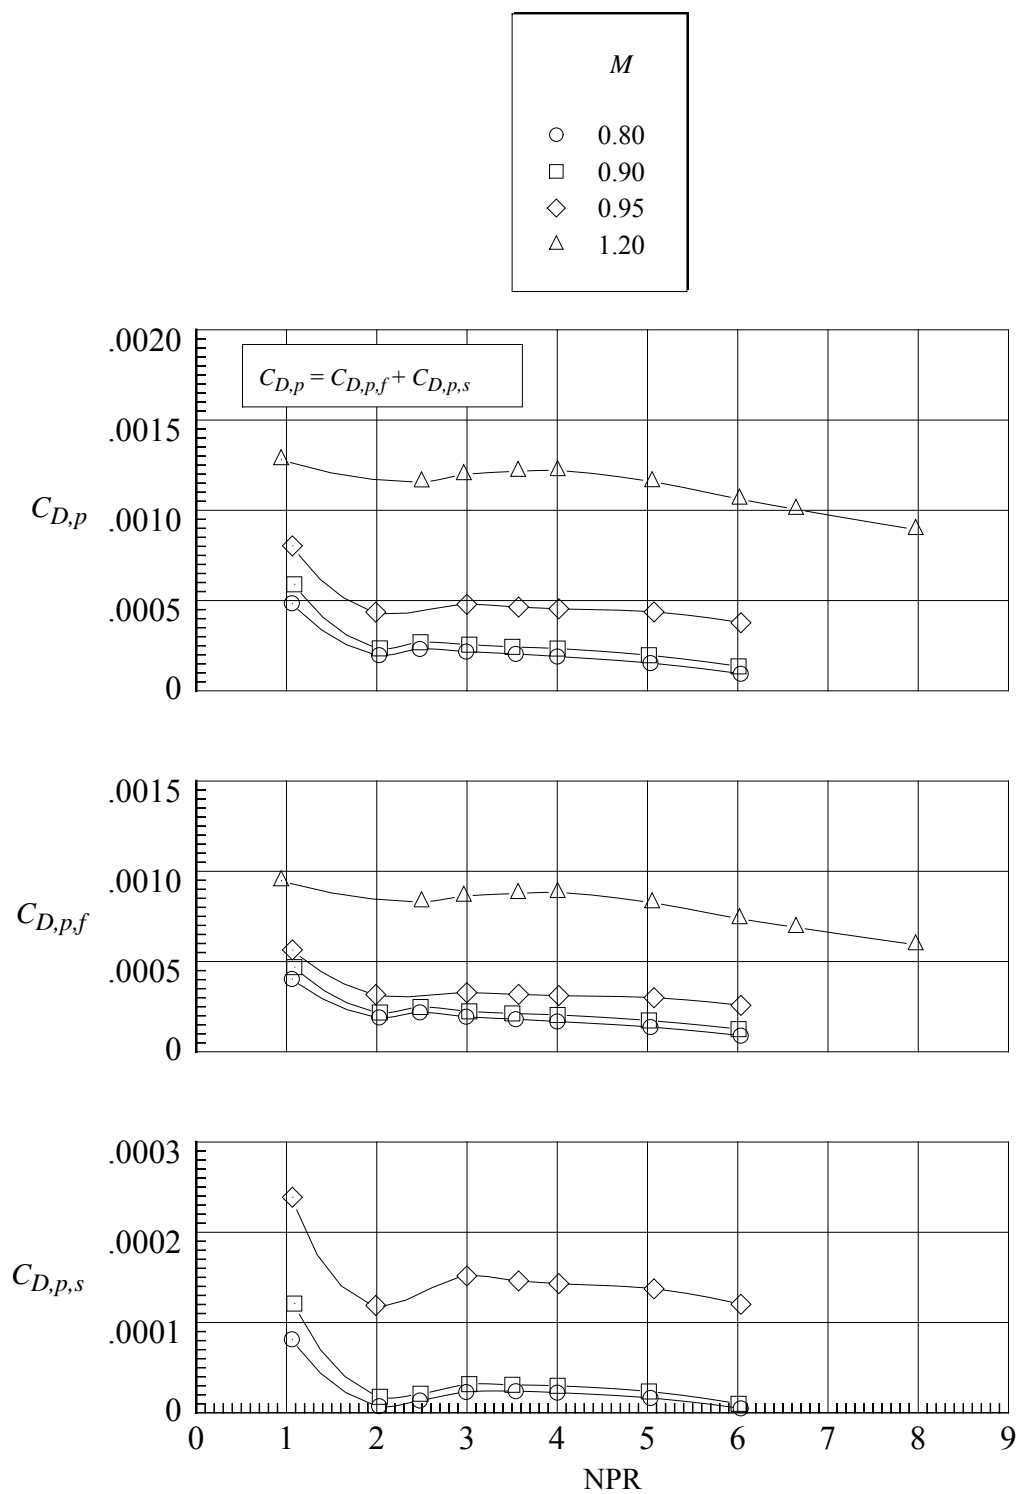 M
0.80
0.90
0.95
1.20
.0020
C_{D,p} = C_{D,p,f} + C_{D,p,s}
.0015
C_{D,p}
.0010
.0005
0
.0015
.0010
C_{D,p,f}
.0005
0
.0003
.0002
C_{D,p,s}
.0001
0
0 1 2 3 4 5 6 7 8 9
NPR